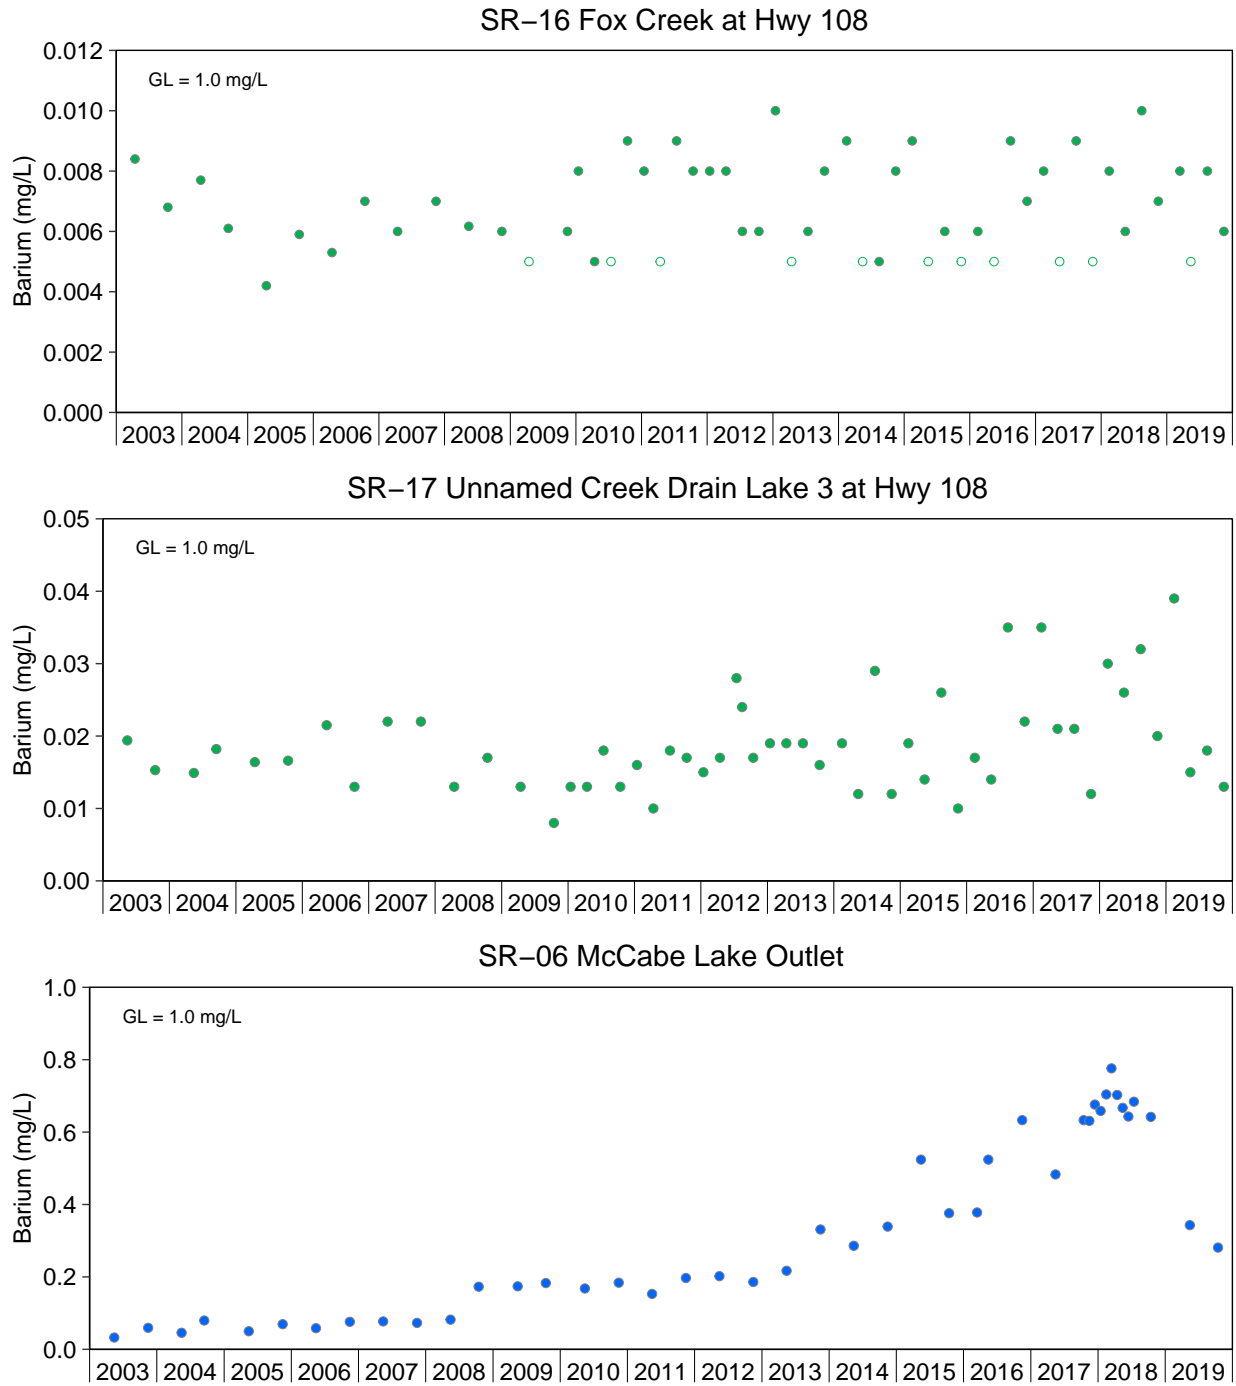 SR−16 Fox Creek at Hwy 108
0.012
GL = 1.0 mg/L
0.010
0.008
Barium (mg/L)
0.006
0.004
0.002
0.000
2003 2004 2005 2006 2007 2008 2009 2010 2011 2012 2013 2014 2015 2016 2017 2018 2019
SR−17 Unnamed Creek Drain Lake 3 at Hwy 108
0.05
GL = 1.0 mg/L
0.04
0.03
Barium (mg/L)
0.02
0.01
0.00
2003 2004 2005 2006 2007 2008 2009 2010 2011 2012 2013 2014 2015 2016 2017 2018 2019
SR−06 McCabe Lake Outlet
1.0
GL = 1.0 mg/L
0.8
0.6
Barium (mg/L)
0.4
0.2
0.0
2003 2004 2005 2006 2007 2008 2009 2010 2011 2012 2013 2014 2015 2016 2017 2018 2019